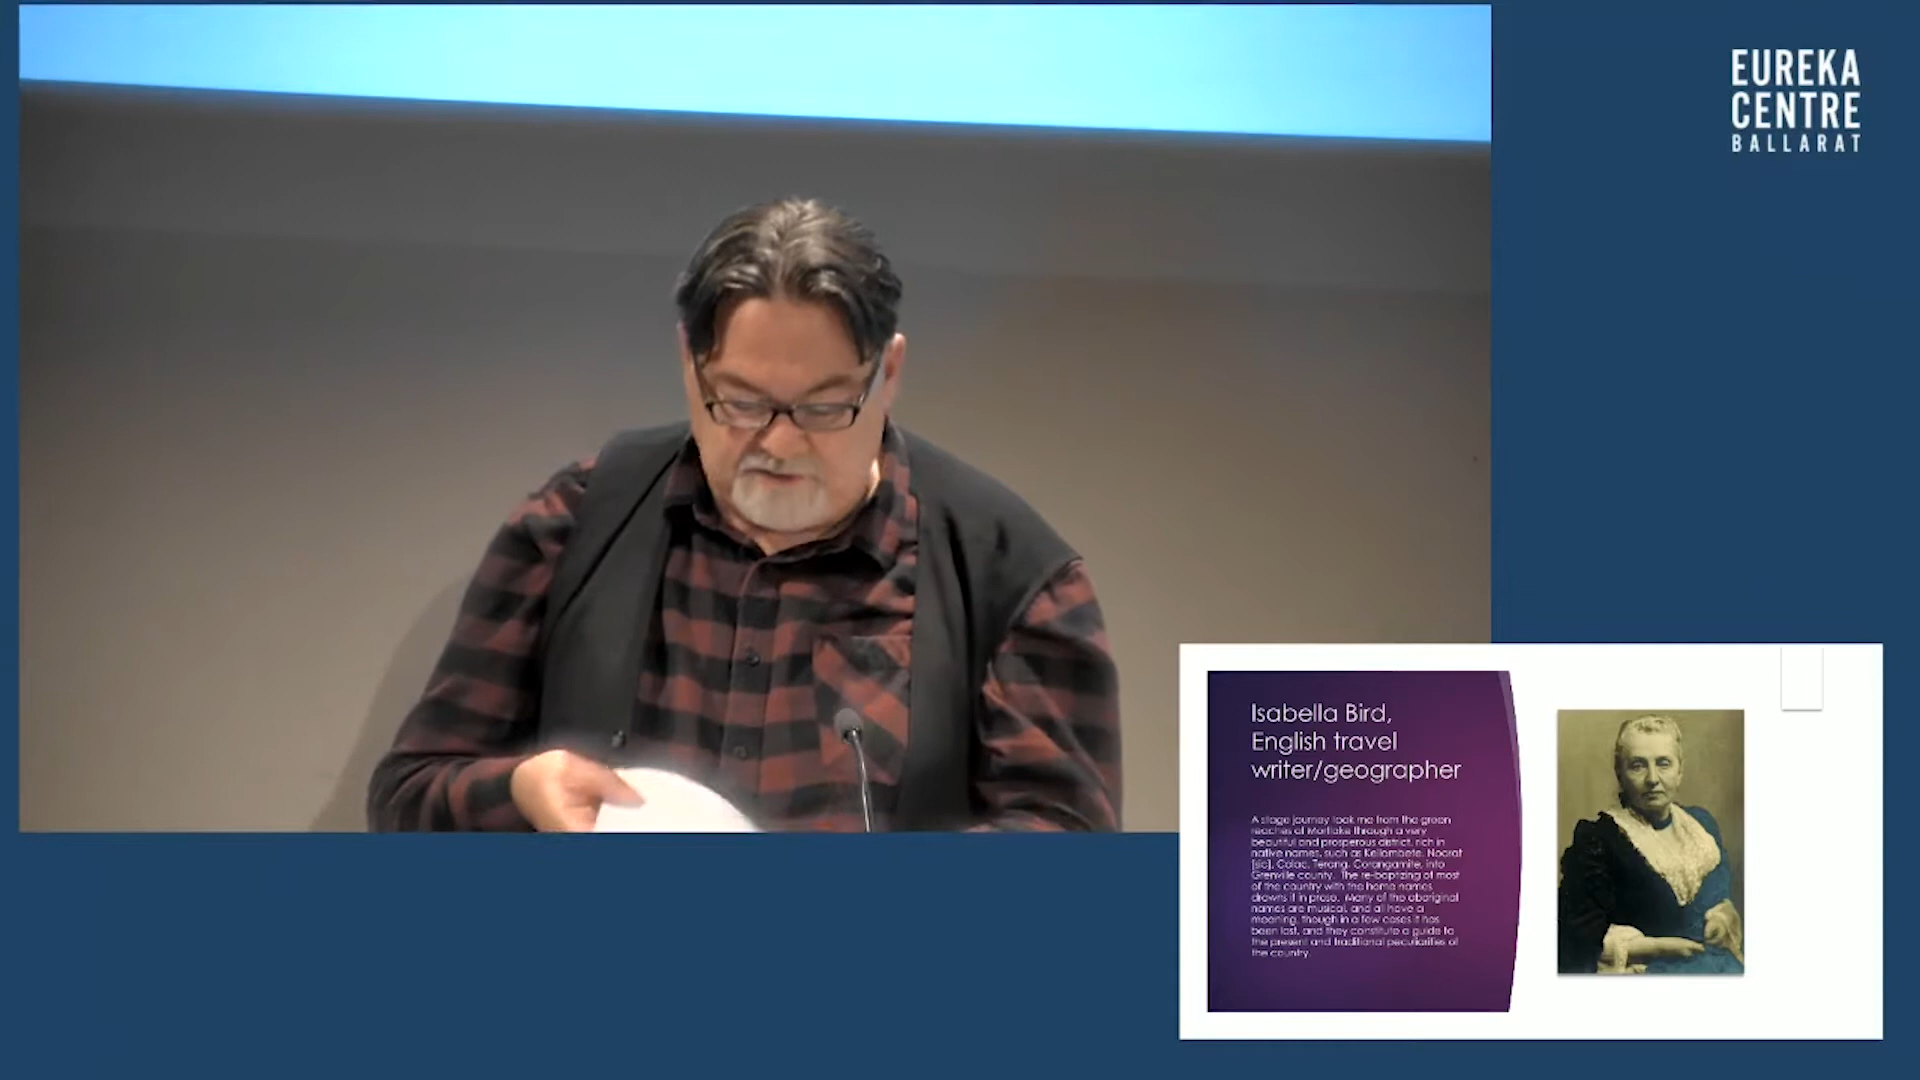 EUREKA
CENTRE
BALLARAT
Isabella Bird,
English travel
writer/geographer
A stage journey took me from the green
reaches of Mortlake through a very
beautiful and prosperous district, rich in
native names, such as Keilambete, Noorat
[sic], Colac, Terang, Corangamite, into
Grenville county. The re-baptizing of most
of the country with the home names
drowns it in prose. Many of the aboriginal
names are musical, and all have a
meaning, though in a few cases it has
been lost, and they constitute a guide to
the present and traditional peculiarities of
the country.